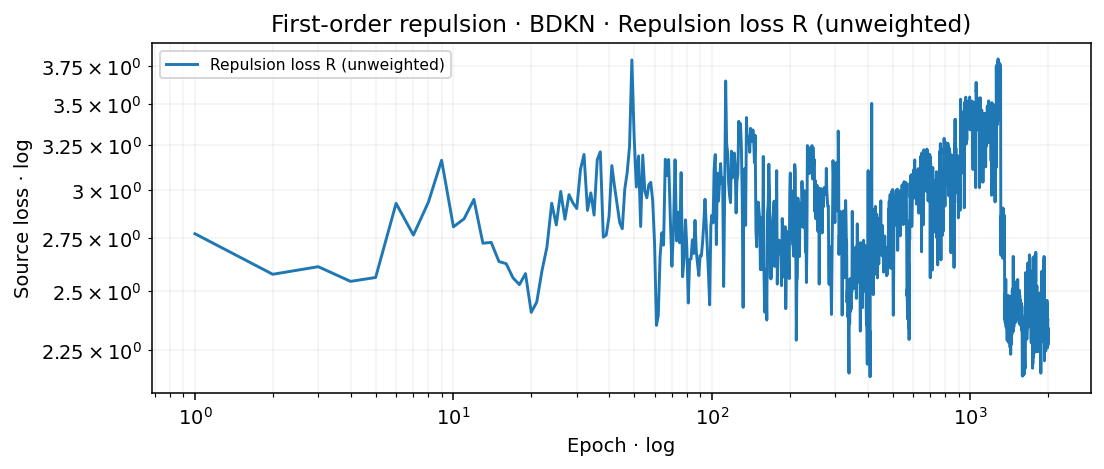 First-order repulsion · BDKN · Repulsion loss R (unweighted)
Repulsion loss R (unweighted)
Source loss · log
3.75 × 10⁰
3.5 × 10⁰
3.25 × 10⁰
3 × 10⁰
2.75 × 10⁰
2.5 × 10⁰
2.25 × 10⁰
10⁰ 10¹ 10² 10³
Epoch · log